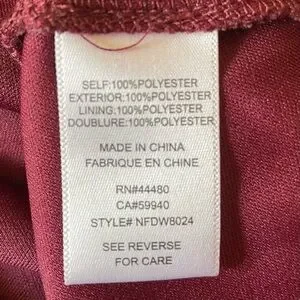 SELF:100%POLYESTER
EXTERIOR:100%POLYESTER
LINING:100%POLYESTER
DOUBLURE:100%POLYESTER
MADE IN CHINA
FABRIQUE EN CHINE
RN#44480
CA#59940
STYLE# NFDW8024
SEE REVERSE
FOR CARE